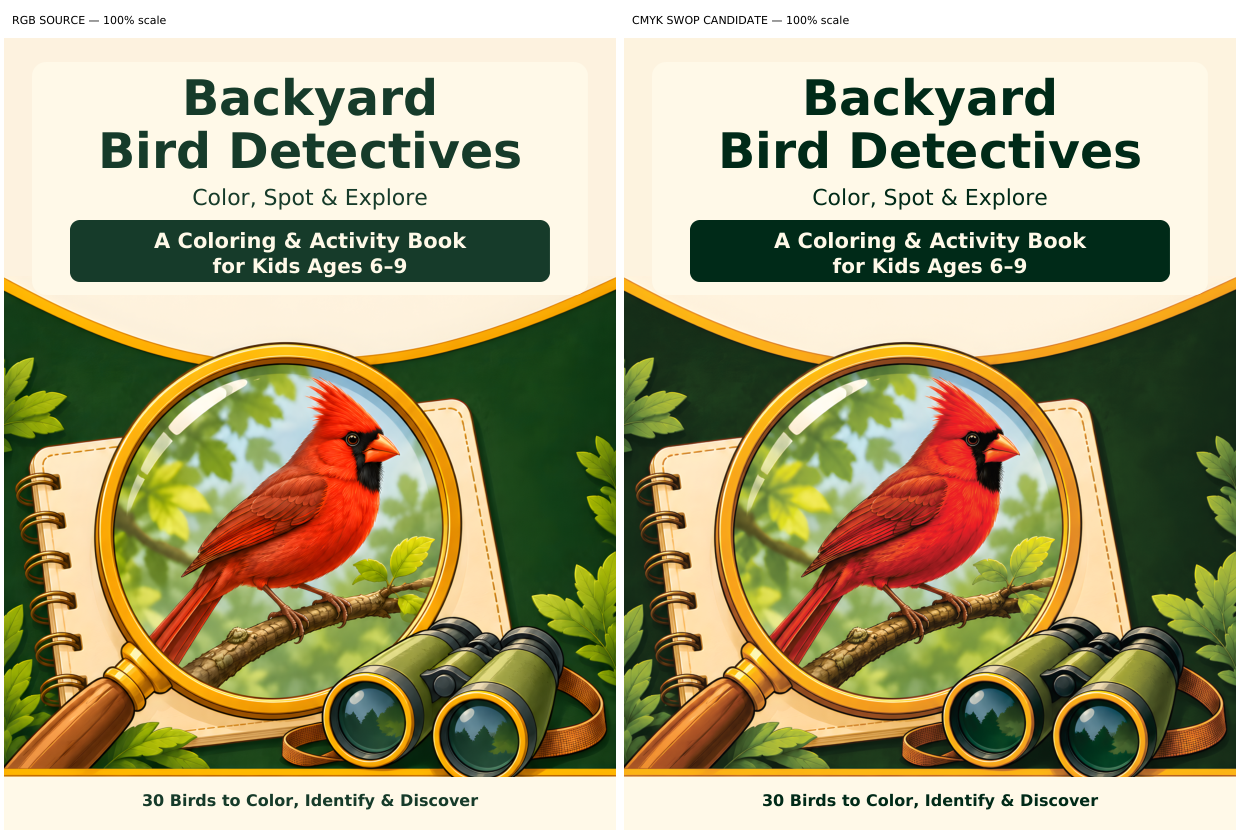 RGB SOURCE — 100% scale
Backyard
Bird Detectives
Color, Spot & Explore
A Coloring & Activity Book
for Kids Ages 6–9
30 Birds to Color, Identify & Discover
CMYK SWOP CANDIDATE — 100% scale
Backyard
Bird Detectives
Color, Spot & Explore
A Coloring & Activity Book
for Kids Ages 6–9
30 Birds to Color, Identify & Discover